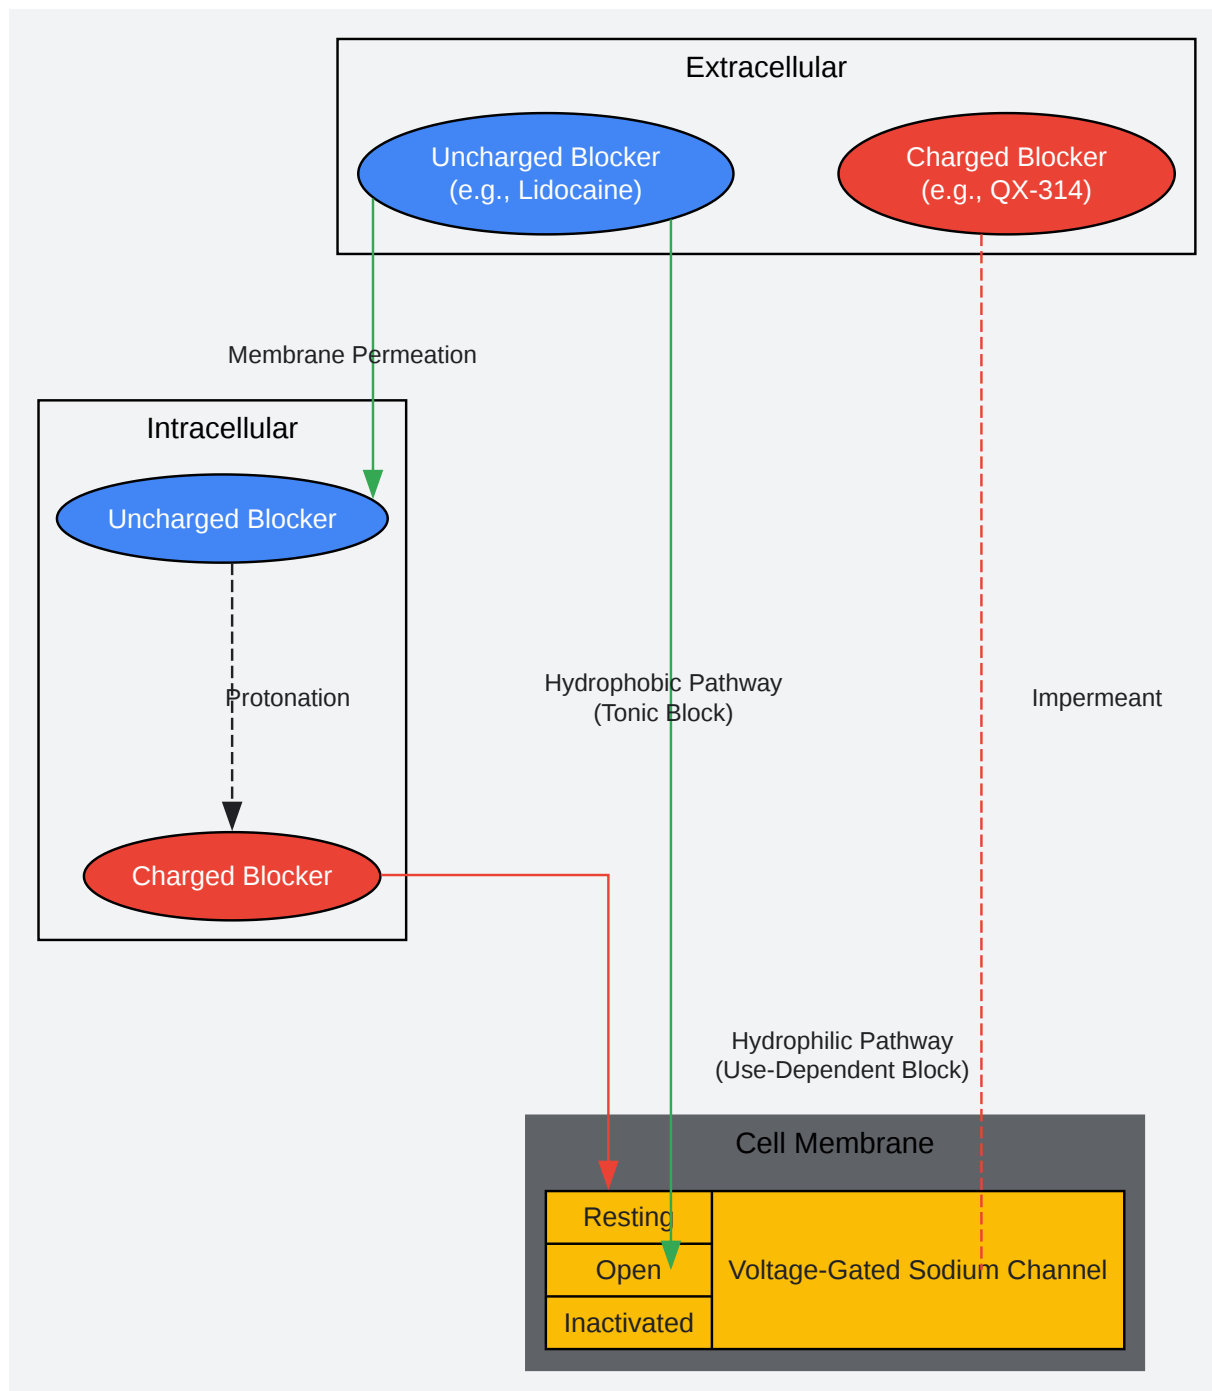 Extracellular
Uncharged Blocker
(e.g., Lidocaine)
Charged Blocker
(e.g., QX-314)
Membrane Permeation
Intracellular
Uncharged Blocker
Protonation
Hydrophobic Pathway
(Tonic Block)
Impermeant
Charged Blocker
Hydrophilic Pathway
(Use-Dependent Block)
Cell Membrane
Resting
Open
Inactivated
Voltage-Gated Sodium Channel